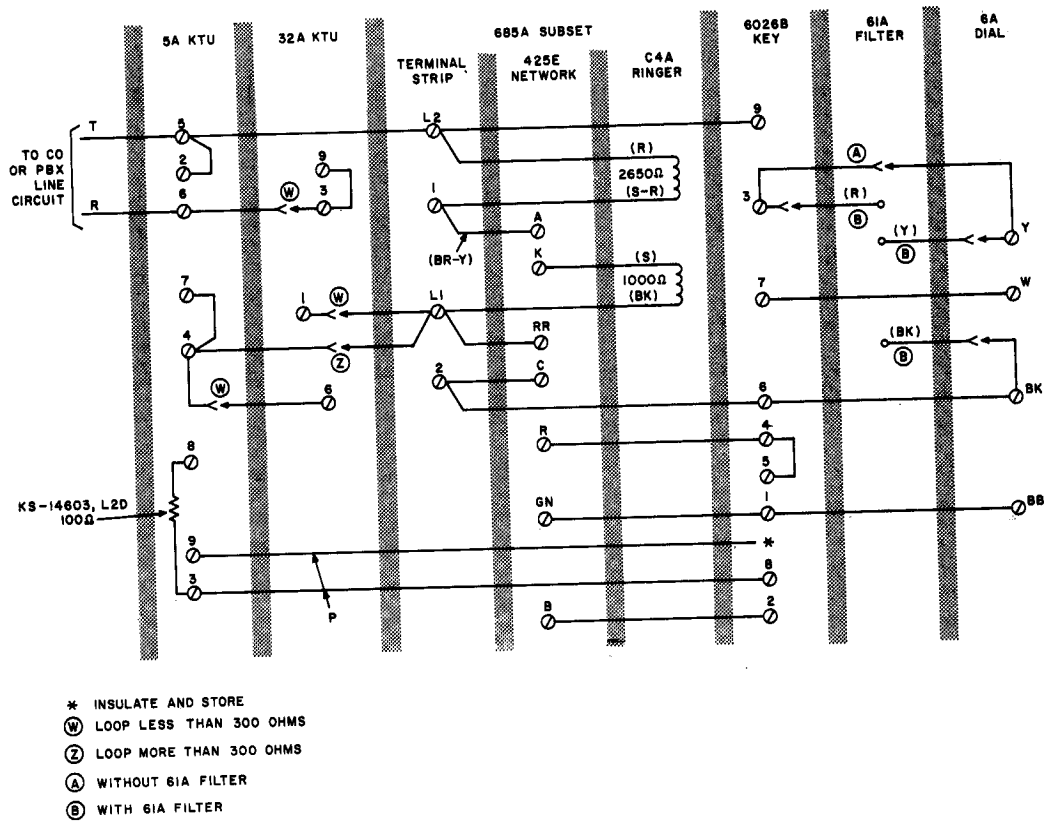 5A KTU
32A KTU
685A SUBSET
TERMINAL
STRIP
425E
NETWORK
C4A
RINGER
6026B
KEY
61A
FILTER
6A
DIAL
TO CO
OR PBX
LINE
CIRCUIT
T
5
L2
9
2
9
(R)
A
R
6
W
3
1
2650Ω
(S-R)
3
(R)
B
A
(BR-Y)
(Y)
B
Y
K
(S)
7
1
W
L1
1000Ω
(BK)
7
W
4
Z
RR
(BK)
B
W
6
2
C
6
BK
8
R
4
5
KS-14603, L2D
100Ω
GN
1
BB
9
*
3
8
P
B
2
* INSULATE AND STORE
W LOOP LESS THAN 300 OHMS
Z LOOP MORE THAN 300 OHMS
A WITHOUT 61A FILTER
B WITH 61A FILTER